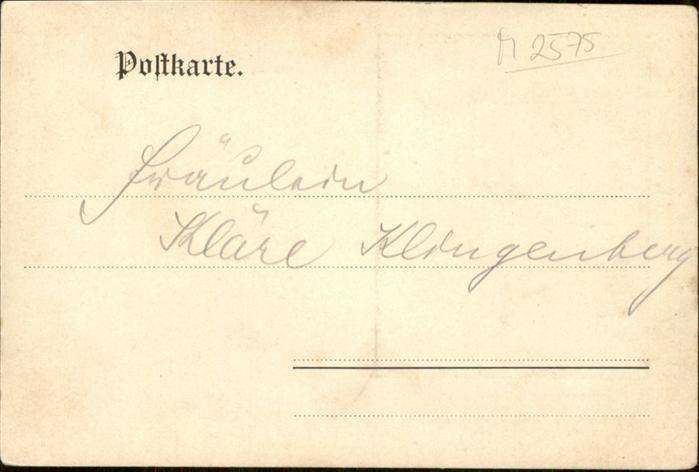 Postkarte.
M 2575
Fräulein
Kläre Klingenberg